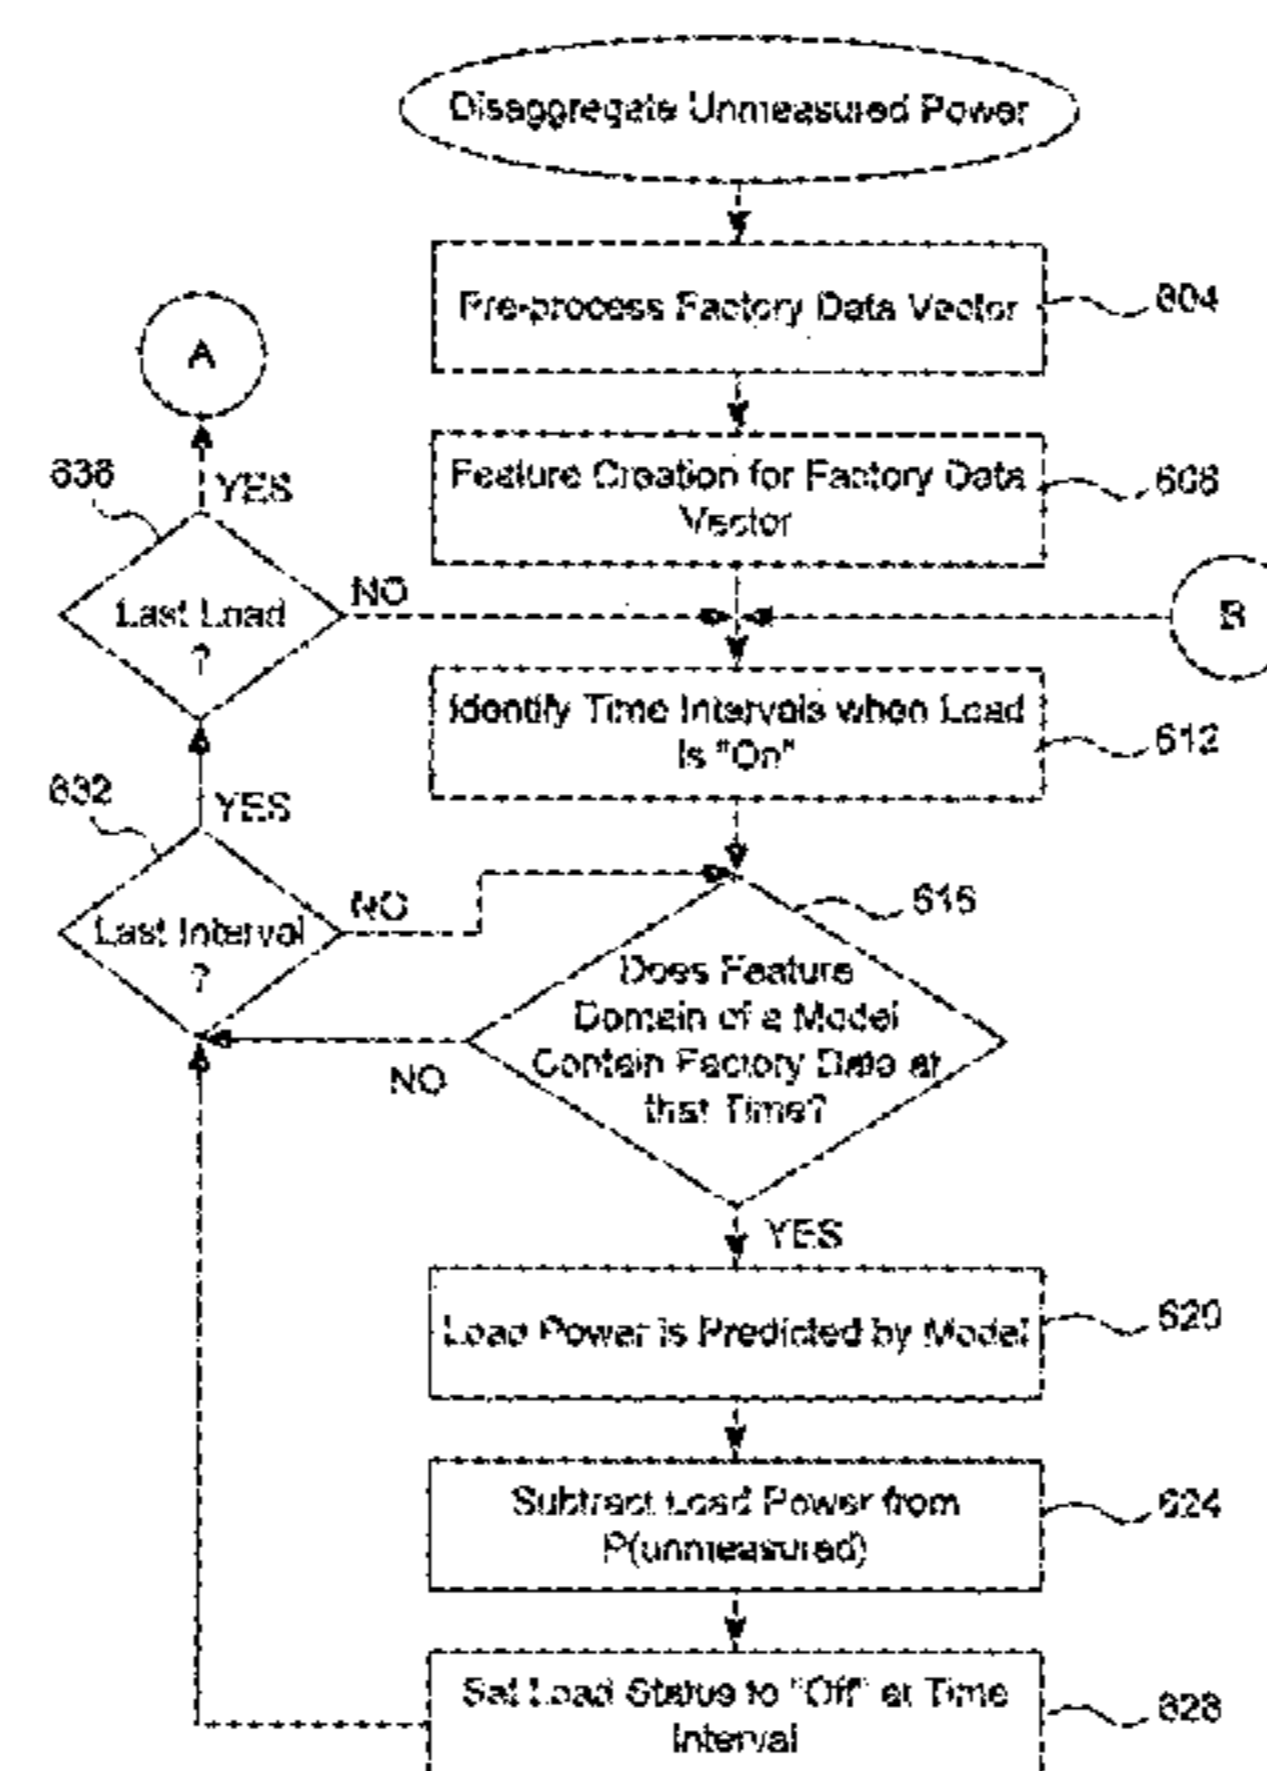 Disaggregate Unmeasured Power
Pre-process Factory Data Vector
604
A
Feature Creation for Factory Data
Vector
608
636
YES
Last Load
?
NO
B
Identify Time Intervals when Load
is "On"
612
632
YES
Last Interval
?
NO
616
Does Feature
Domain of a Model
Contain Factory Data at
that Time?
NO
YES
Load Power is Predicted by Model
620
Subtract Load Power from
P(unmeasured)
624
Set Load Status to "Off" at Time
Interval
628